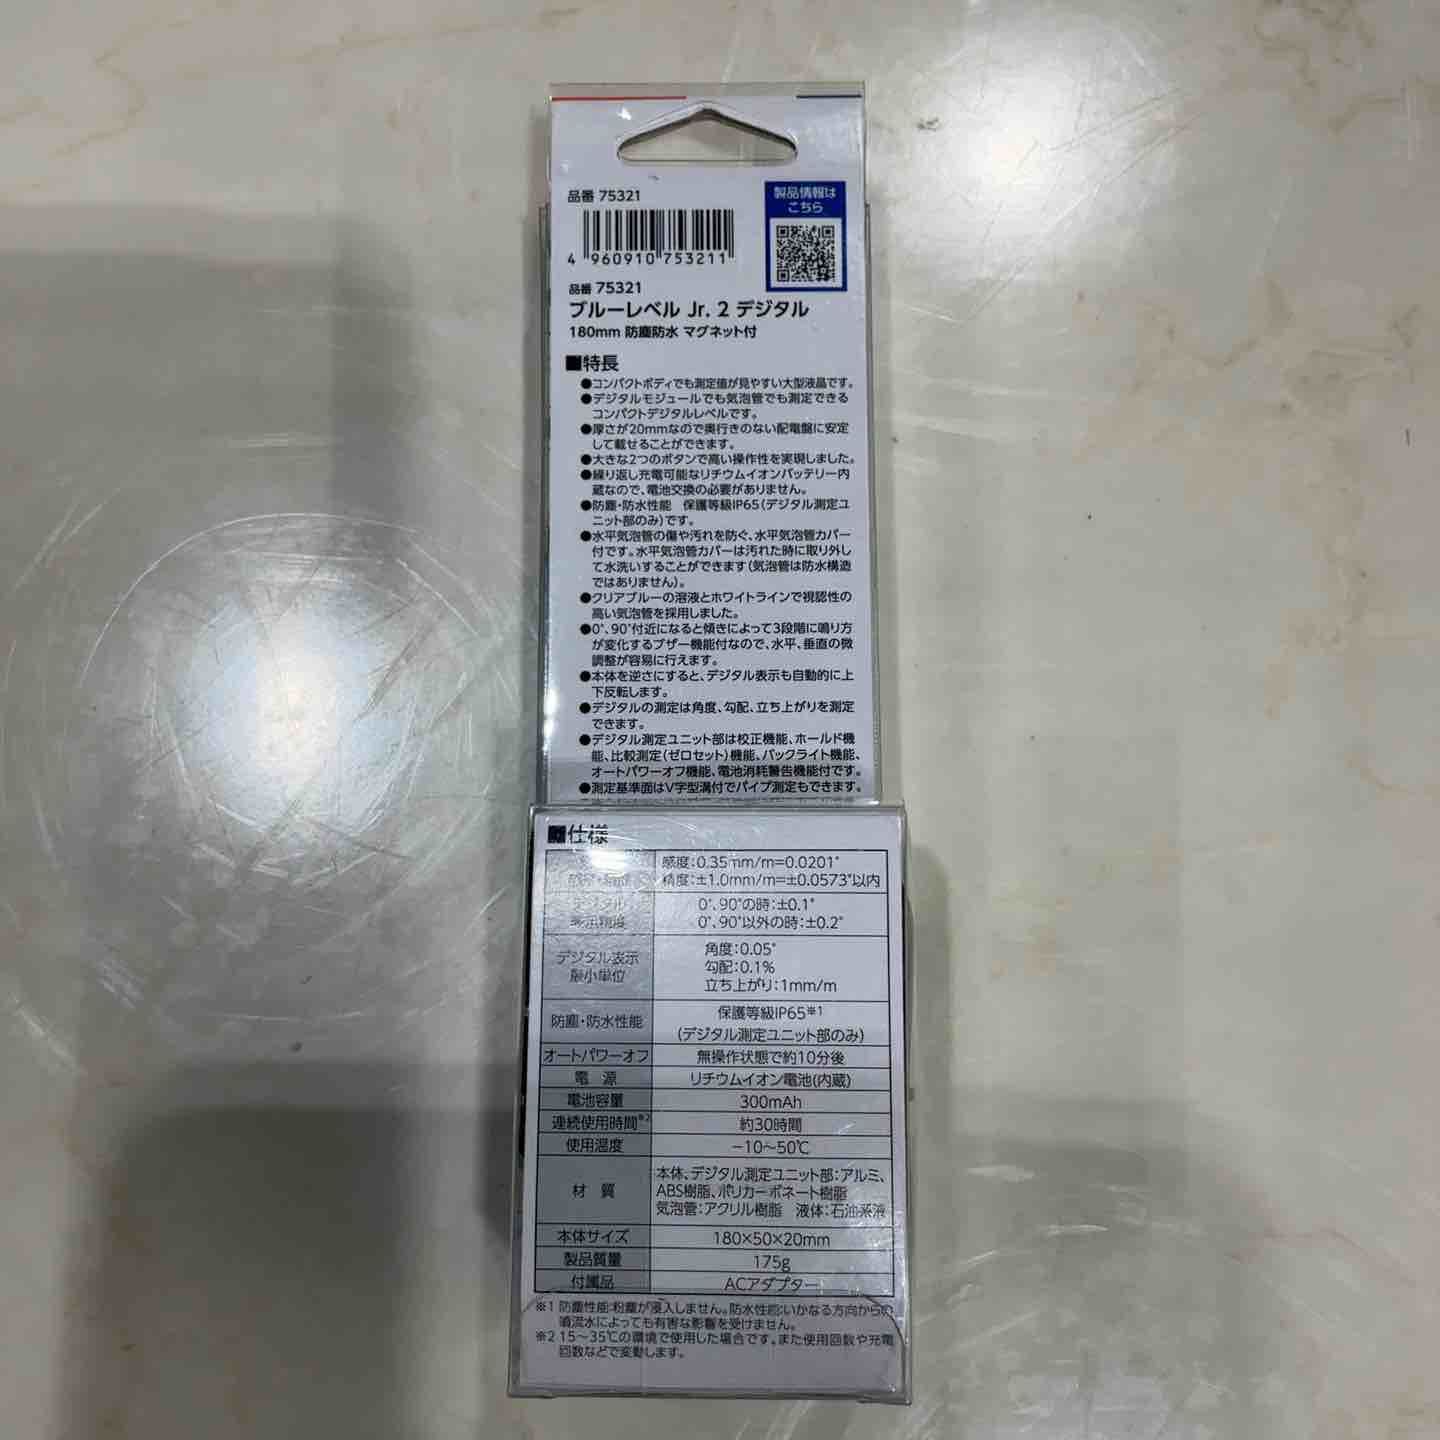 品番 75321
製品情報は
こちら
4 960910 753211
品番 75321
ブルーレベル Jr. 2 デジタル
180mm 防塵防水 マグネット付
■特長
●コンパクトボディでも測定値が見やすい大型液晶です。
●デジタルモジュールでも気泡管でも測定できる
コンパクトデジタルレベルです。
●厚さが20mmなので奥行きのない配電盤に安定
して載せることができます。
●大きな2つのボタンで高い操作性を実現しました。
●繰り返し充電可能なリチウムイオンバッテリー内
蔵なので、電池交換の必要がありません。
●防塵・防水性能 保護等級IP65(デジタル測定ユ
ニット部のみ)です。
●水平気泡管の傷や汚れを防ぐ、水平気泡管カバー
付です。水平気泡管カバーは汚れた時に取り外し
て水洗いすることができます(気泡管は防水構造
ではありません)。
●クリアブルーの溶液とホワイトラインで視認性の
高い気泡管を採用しました。
●0°、90°付近になると傾きによって3段階に鳴り方
が変化するブザー機能付なので、水平、垂直の微
調整が容易に行えます。
●本体を逆さにすると、デジタル表示も自動的に上
下反転します。
●デジタルの測定は角度、勾配、立ち上がりを測定
できます。
●デジタル測定ユニット部は校正機能、ホールド機
能、比較測定(ゼロセット)機能、バックライト機能、
オートパワーオフ機能、電池消耗警告機能付です。
●測定基準面はV字型溝付でパイプ測定もできます。
■仕様
感度:0.35mm/m=0.0201°
精度:±1.0mm/m=±0.0573°以内
デジタル 0°、90°の時:±0.1°
表示精度 0°、90°以外の時:±0.2°
デジタル表示
最小単位
角度:0.05°
勾配:0.1%
立ち上がり:1mm/m
防塵・防水性能 保護等級IP65※1
(デジタル測定ユニット部のみ)
オートパワーオフ 無操作状態で約10分後
電 源 リチウムイオン電池(内蔵)
電池容量 300mAh
連続使用時間※2 約30時間
使用温度 −10〜50℃
材 質
本体、デジタル測定ユニット部:アルミ、
ABS樹脂、ポリカーボネート樹脂
気泡管:アクリル樹脂 液体:石油系液
本体サイズ 180×50×20mm
製品質量 175g
付属品 ACアダプター
※1 防塵性能:粉塵が浸入しません。防水性能:いかなる方向からの
噴流水によっても有害な影響を受けません。
※2 15〜35℃の環境で使用した場合です。また使用回数や充電
回数などで変動します。